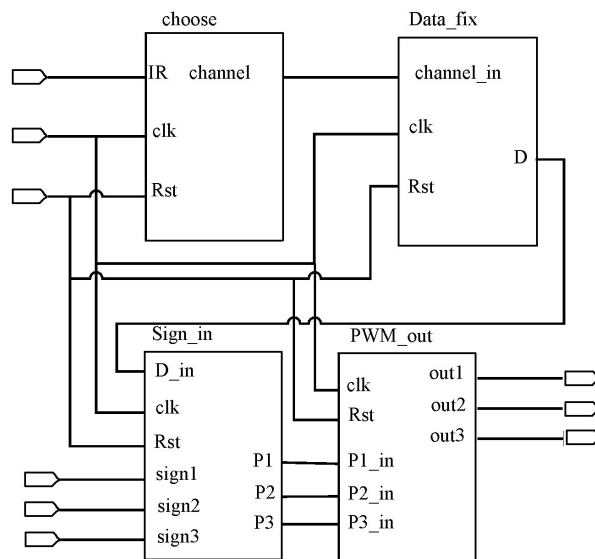 choose
Data_fix
IR
channel
channel_in
clk
clk
D
Rst
Rst
Sign_in
PWM_out
D_in
clk
Rst
sign1
sign2
sign3
P1
P2
P3
clk
Rst
P1_in
P2_in
P3_in
out1
out2
out3